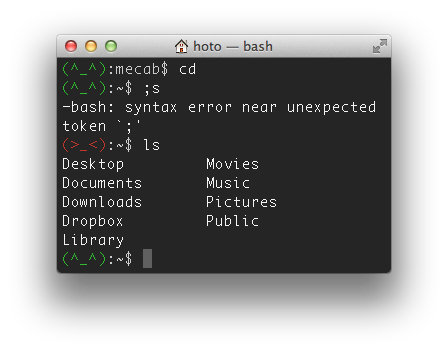 hoto — bash
(^_^):mecab$ cd
(^_^):~$ ;s
-bash: syntax error near unexpected
token `;'
(>_<):~$ ls
Desktop Movies
Documents Music
Downloads Pictures
Dropbox Public
Library
(^_^):~$